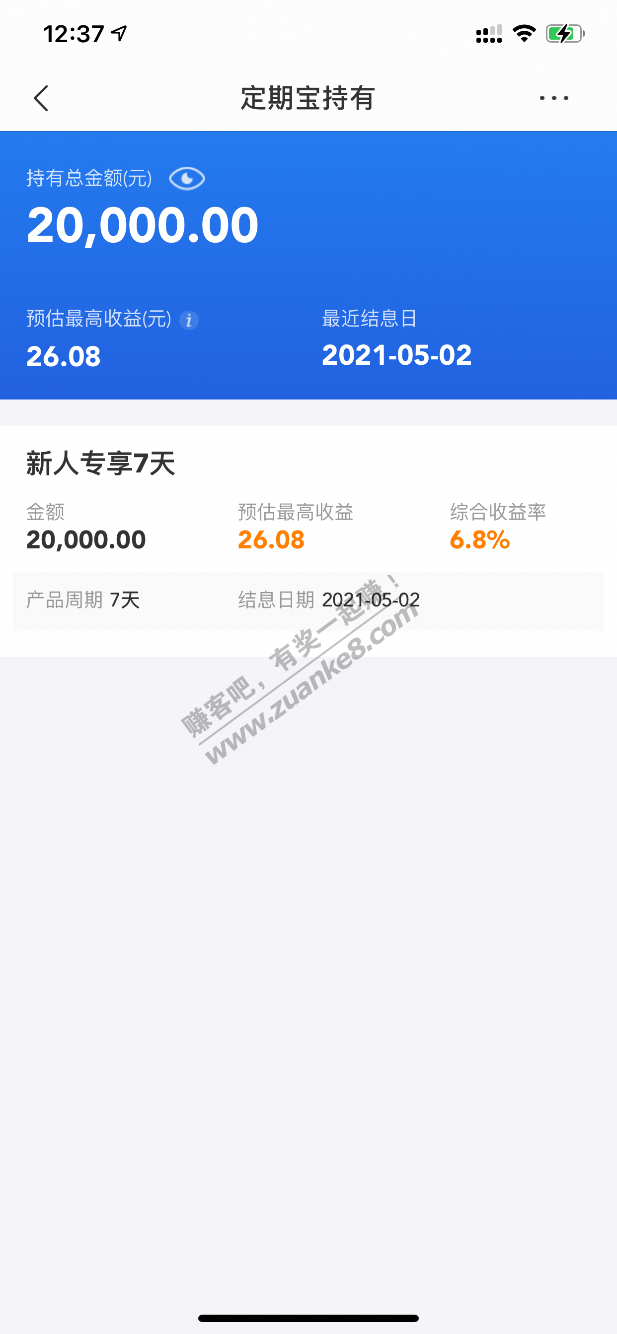 12:37
定期宝持有
持有总金额(元)
20,000.00
预估最高收益(元) i
最近结息日
26.08
2021-05-02
新人专享7天
金额
预估最高收益
综合收益率
20,000.00
26.08
6.8%
产品周期 7天
结息日期 2021-05-02
赚客吧，有奖一起赚！
www.zuanke8.com